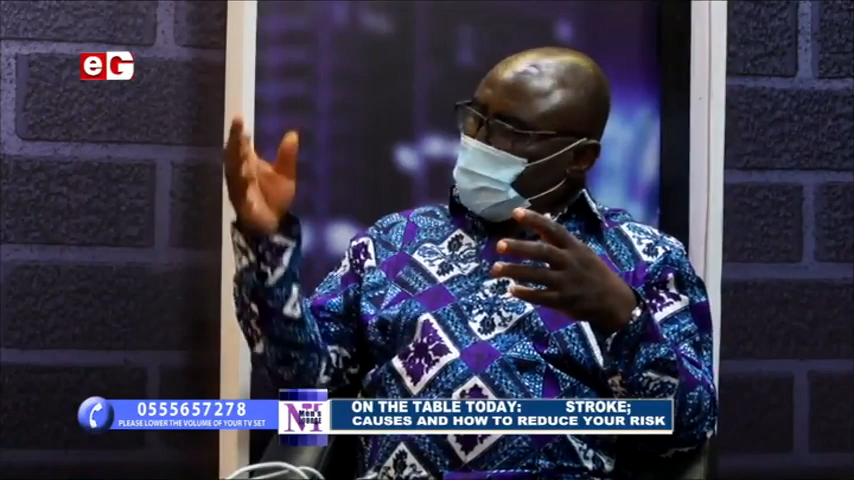 eG
0555657278
PLEASE LOWER THE VOLUME OF YOUR TV SET
Men's
ON THE TABLE TODAY: STROKE;
CAUSES AND HOW TO REDUCE YOUR RISK